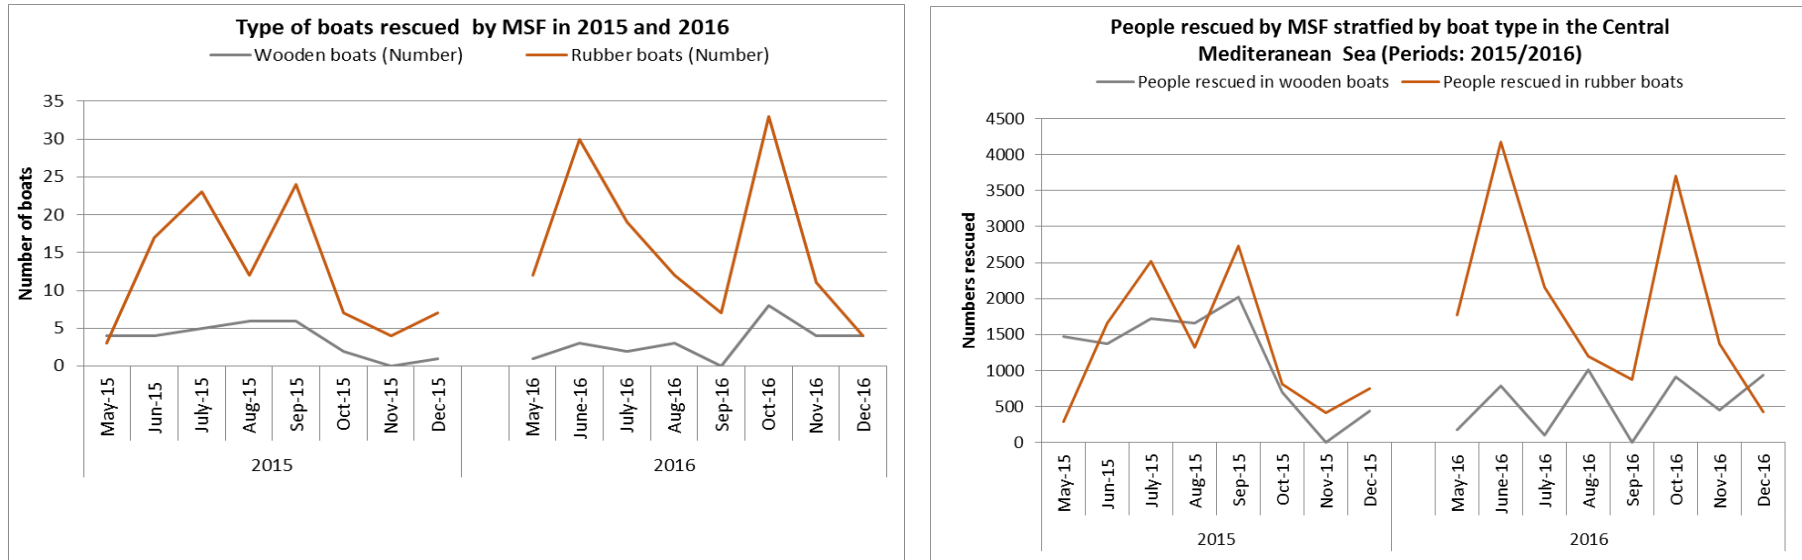 Type of boats rescued  by MSF in 2015 and 2016
Wooden boats (Number)
Rubber boats (Number)
Number of boats
35
30
25
20
15
10
5
0
May-15
Jun-15
July-15
Aug-15
Sep-15
Oct-15
Nov-15
Dec-15
May-16
June-16
July-16
Aug-16
Sep-16
Oct-16
Nov-16
Dec-16
2015
2016
People rescued by MSF stratfied by boat type in the Central
Mediteranean  Sea (Periods: 2015/2016)
People rescued in wooden boats
People rescued in rubber boats
Numbers rescued
4500
4000
3500
3000
2500
2000
1500
1000
500
0
May-15
Jun-15
July-15
Aug-15
Sep-15
Oct-15
Nov-15
Dec-15
May-16
June-16
July-16
Aug-16
Sep-16
Oct-16
Nov-16
Dec-16
2015
2016